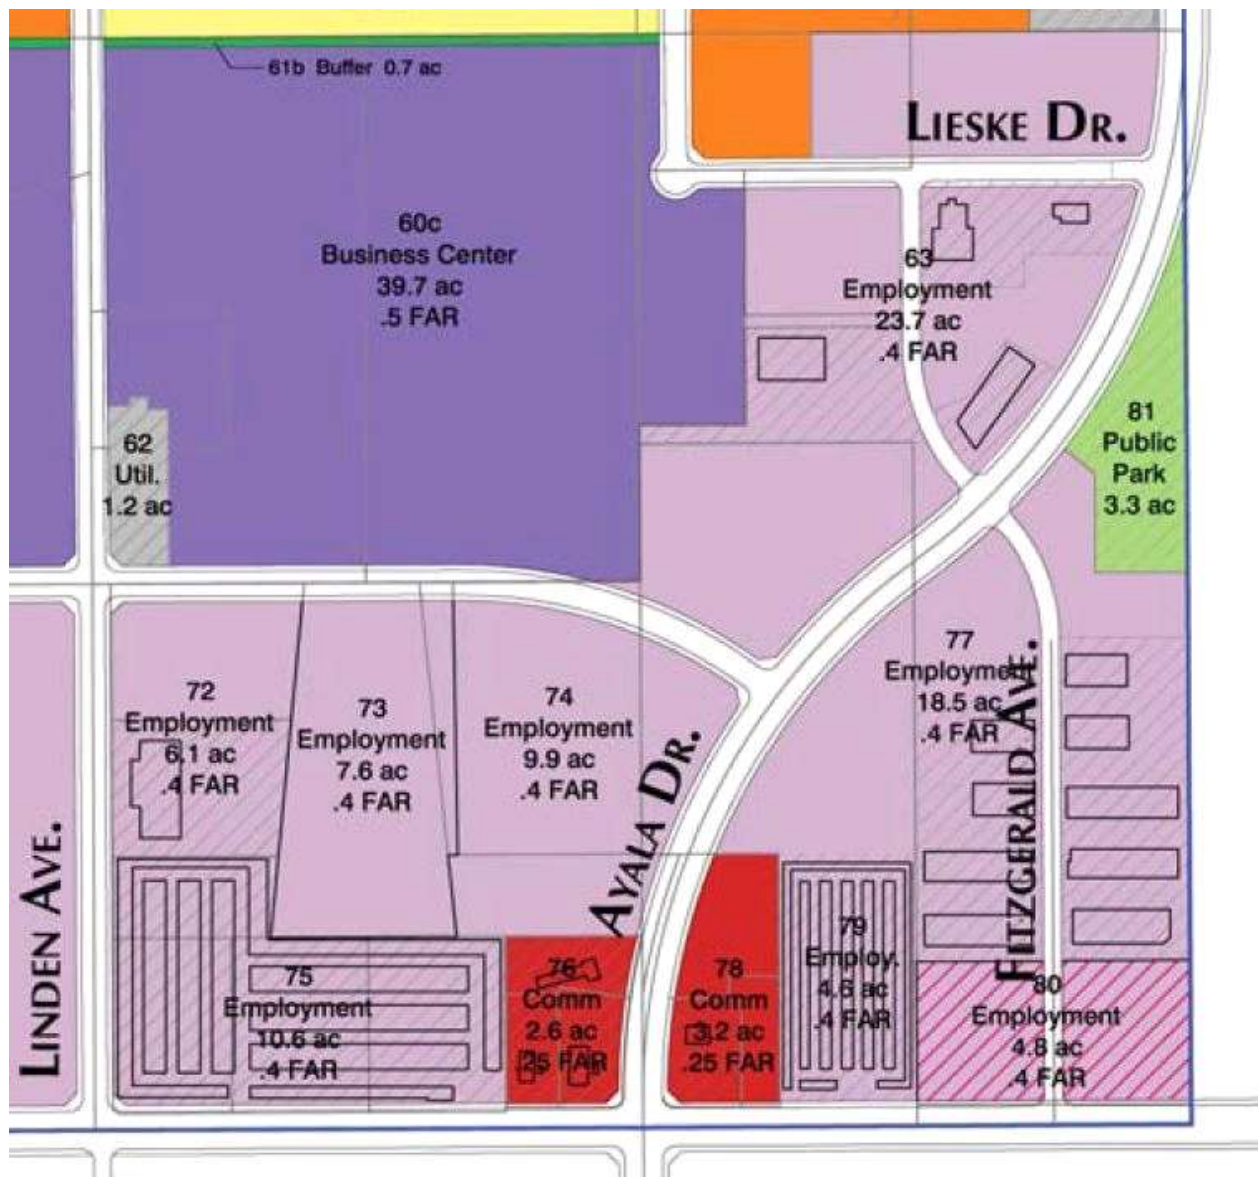 61b Buffer 0.7 ac
LIESKE DR.
60c
Business Center
39.7 ac
.5 FAR
63
Employment
23.7 ac
.4 FAR
81
Public
Park
3.3 ac
62
Util.
1.2 ac
72
Employment
6.1 ac
.4 FAR
73
Employment
7.6 ac
.4 FAR
74
Employment
9.9 ac
.4 FAR
77
Employment
18.5 ac
.4 FAR
AYALA DR.
FITZGERALD AVE.
LINDEN AVE.
75
Employment
10.6 ac
.4 FAR
76
Comm
2.6 ac
.25 FAR
78
Comm
3.2 ac
.25 FAR
79
Employ.
4.6 ac
.4 FAR
80
Employment
4.8 ac
.4 FAR